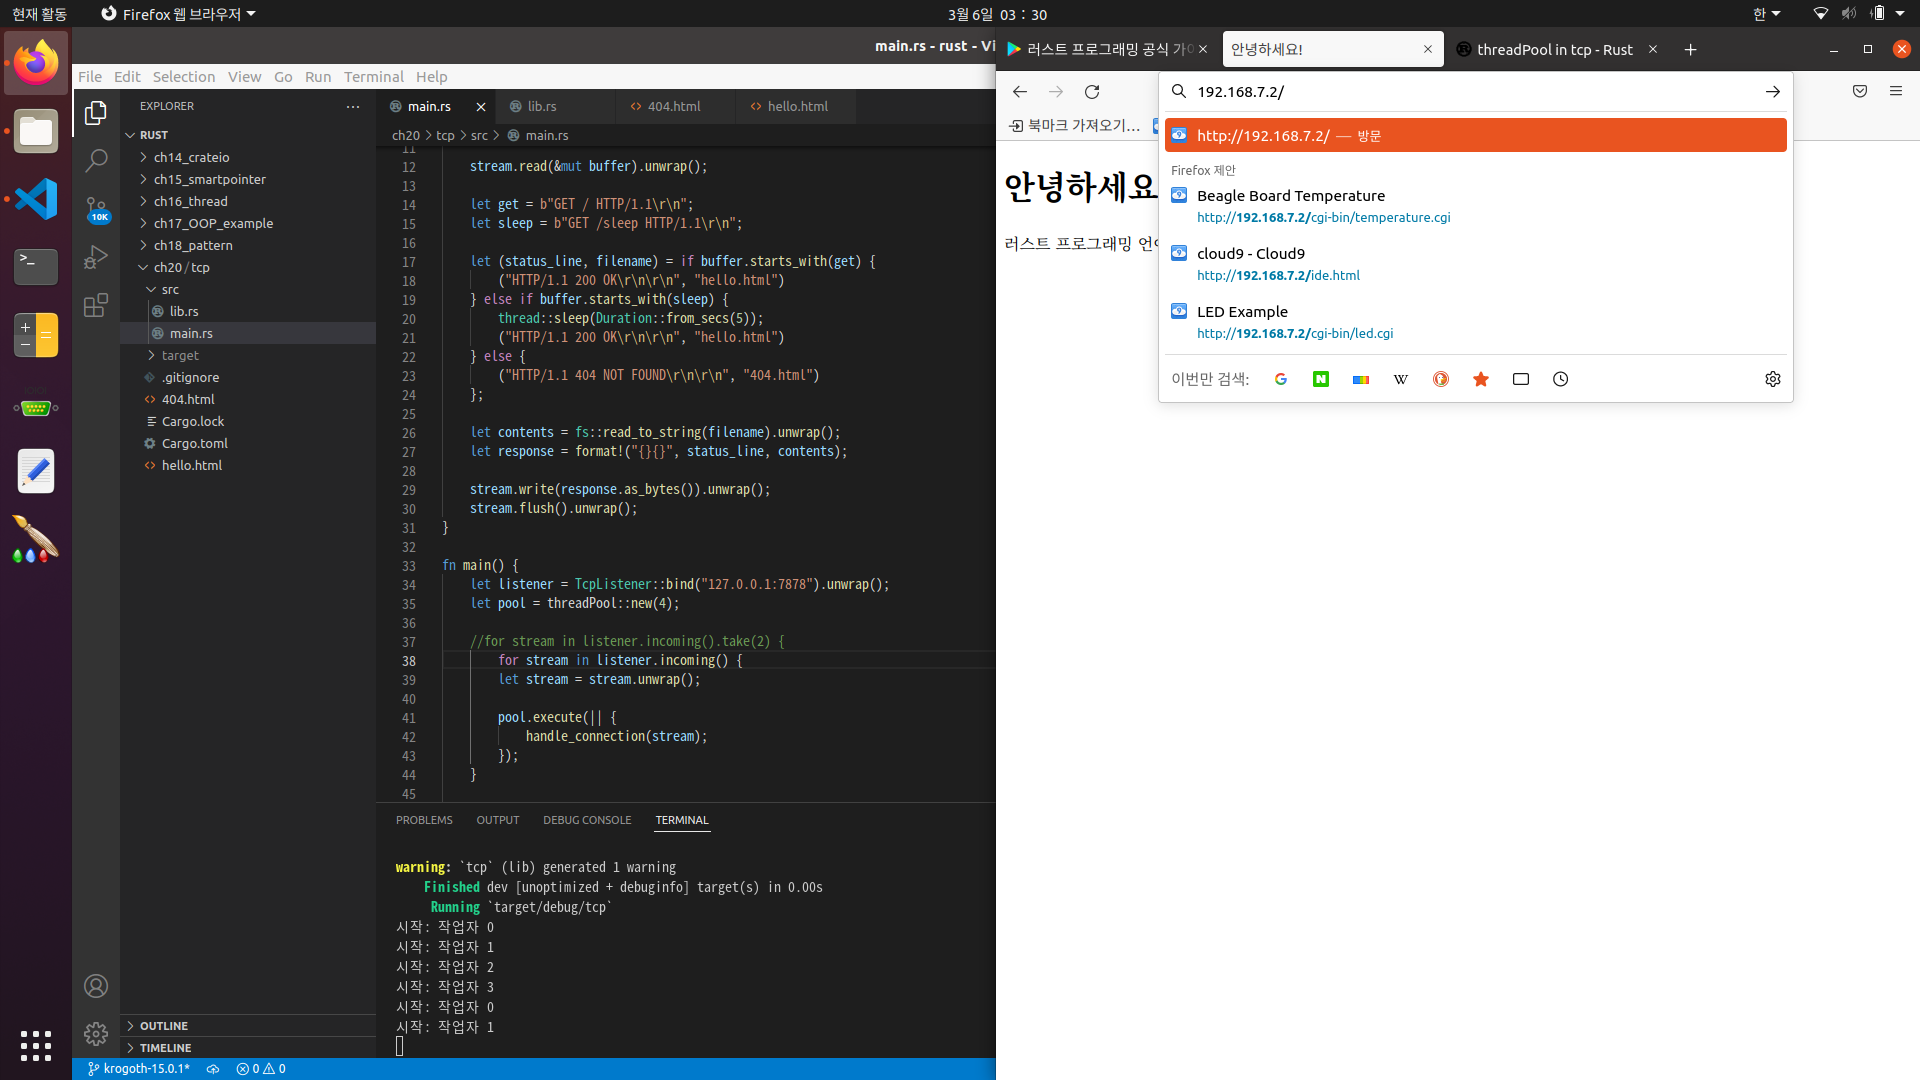 현재 활동
Firefox 웹 브라우저
3월 6일 03 : 30
한
main.rs - rust - Vi
File Edit Selection View Go Run Terminal Help
EXPLORER
RUST
ch14_crateio
ch15_smartpointer
ch16_thread
ch17_OOP_example
ch18_pattern
ch20/tcp
src
lib.rs
main.rs
target
.gitignore
404.html
Cargo.lock
Cargo.toml
hello.html
OUTLINE
TIMELINE
10K
main.rs lib.rs 404.html hello.html
ch20 > tcp > src > main.rs
11
12 stream.read(&mut buffer).unwrap();
13
14 let get = b"GET / HTTP/1.1\r\n";
15 let sleep = b"GET /sleep HTTP/1.1\r\n";
16
17 let (status_line, filename) = if buffer.starts_with(get) {
18 ("HTTP/1.1 200 OK\r\n\r\n", "hello.html")
19 } else if buffer.starts_with(sleep) {
20 thread::sleep(Duration::from_secs(5));
21 ("HTTP/1.1 200 OK\r\n\r\n", "hello.html")
22 } else {
23 ("HTTP/1.1 404 NOT FOUND\r\n\r\n", "404.html")
24 };
25
26 let contents = fs::read_to_string(filename).unwrap();
27 let response = format!("{}{}", status_line, contents);
28
29 stream.write(response.as_bytes()).unwrap();
30 stream.flush().unwrap();
31 }
32
33 fn main() {
34 let listener = TcpListener::bind("127.0.0.1:7878").unwrap();
35 let pool = threadPool::new(4);
36
37 //for stream in listener.incoming().take(2) {
38 for stream in listener.incoming() {
39 let stream = stream.unwrap();
40
41 pool.execute(|| {
42 handle_connection(stream);
43 });
44 }
45
PROBLEMS OUTPUT DEBUG CONSOLE TERMINAL
warning: `tcp` (lib) generated 1 warning
Finished dev [unoptimized + debuginfo] target(s) in 0.00s
Running `target/debug/tcp`
시작: 작업자 0
시작: 작업자 1
시작: 작업자 2
시작: 작업자 3
시작: 작업자 0
시작: 작업자 1
krogoth-15.0.1* 0 0
러스트 프로그래밍 공식 가이
안녕하세요!
threadPool in tcp - Rust
192.168.7.2/
북마크 가져오기…
http://192.168.7.2/ — 방문
Firefox 제안
Beagle Board Temperature
http://192.168.7.2/cgi-bin/temperature.cgi
cloud9 - Cloud9
http://192.168.7.2/ide.html
LED Example
http://192.168.7.2/cgi-bin/led.cgi
이번만 검색:
안녕하세요
러스트 프로그래밍